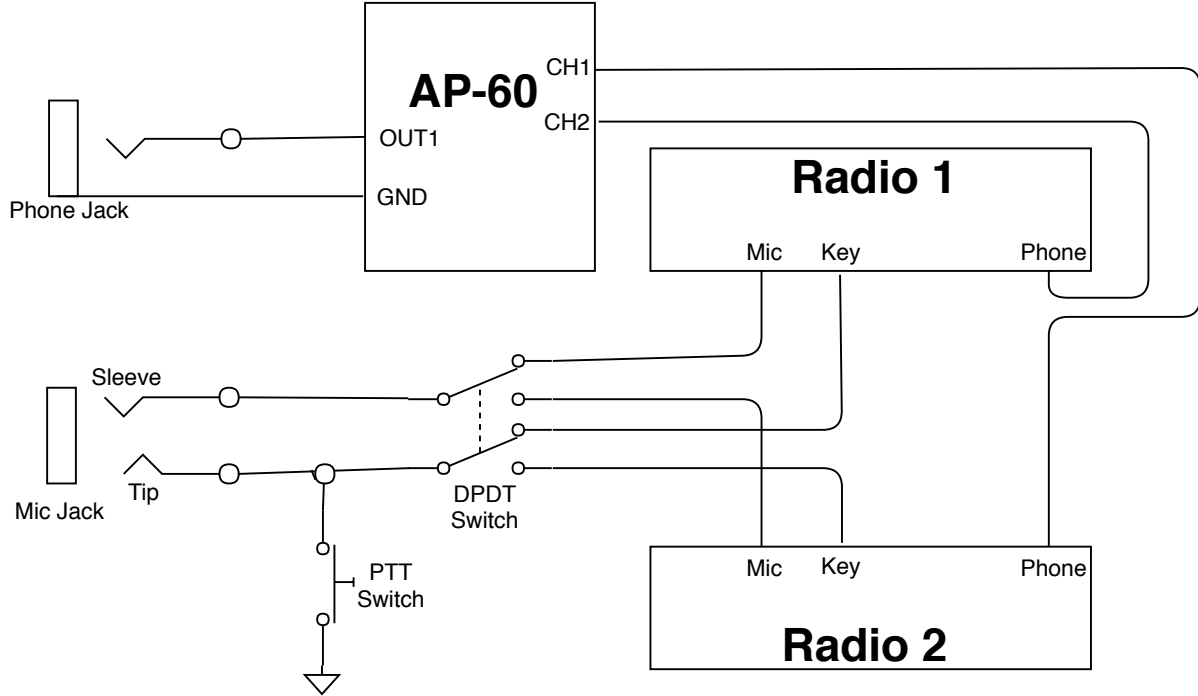 CH1
AP-60
CH2
OUT1
GND
Phone Jack
Radio 1
Mic
Key
Phone
Sleeve
Tip
Mic Jack
DPDT
Switch
PTT
Switch
Mic
Key
Phone
Radio 2